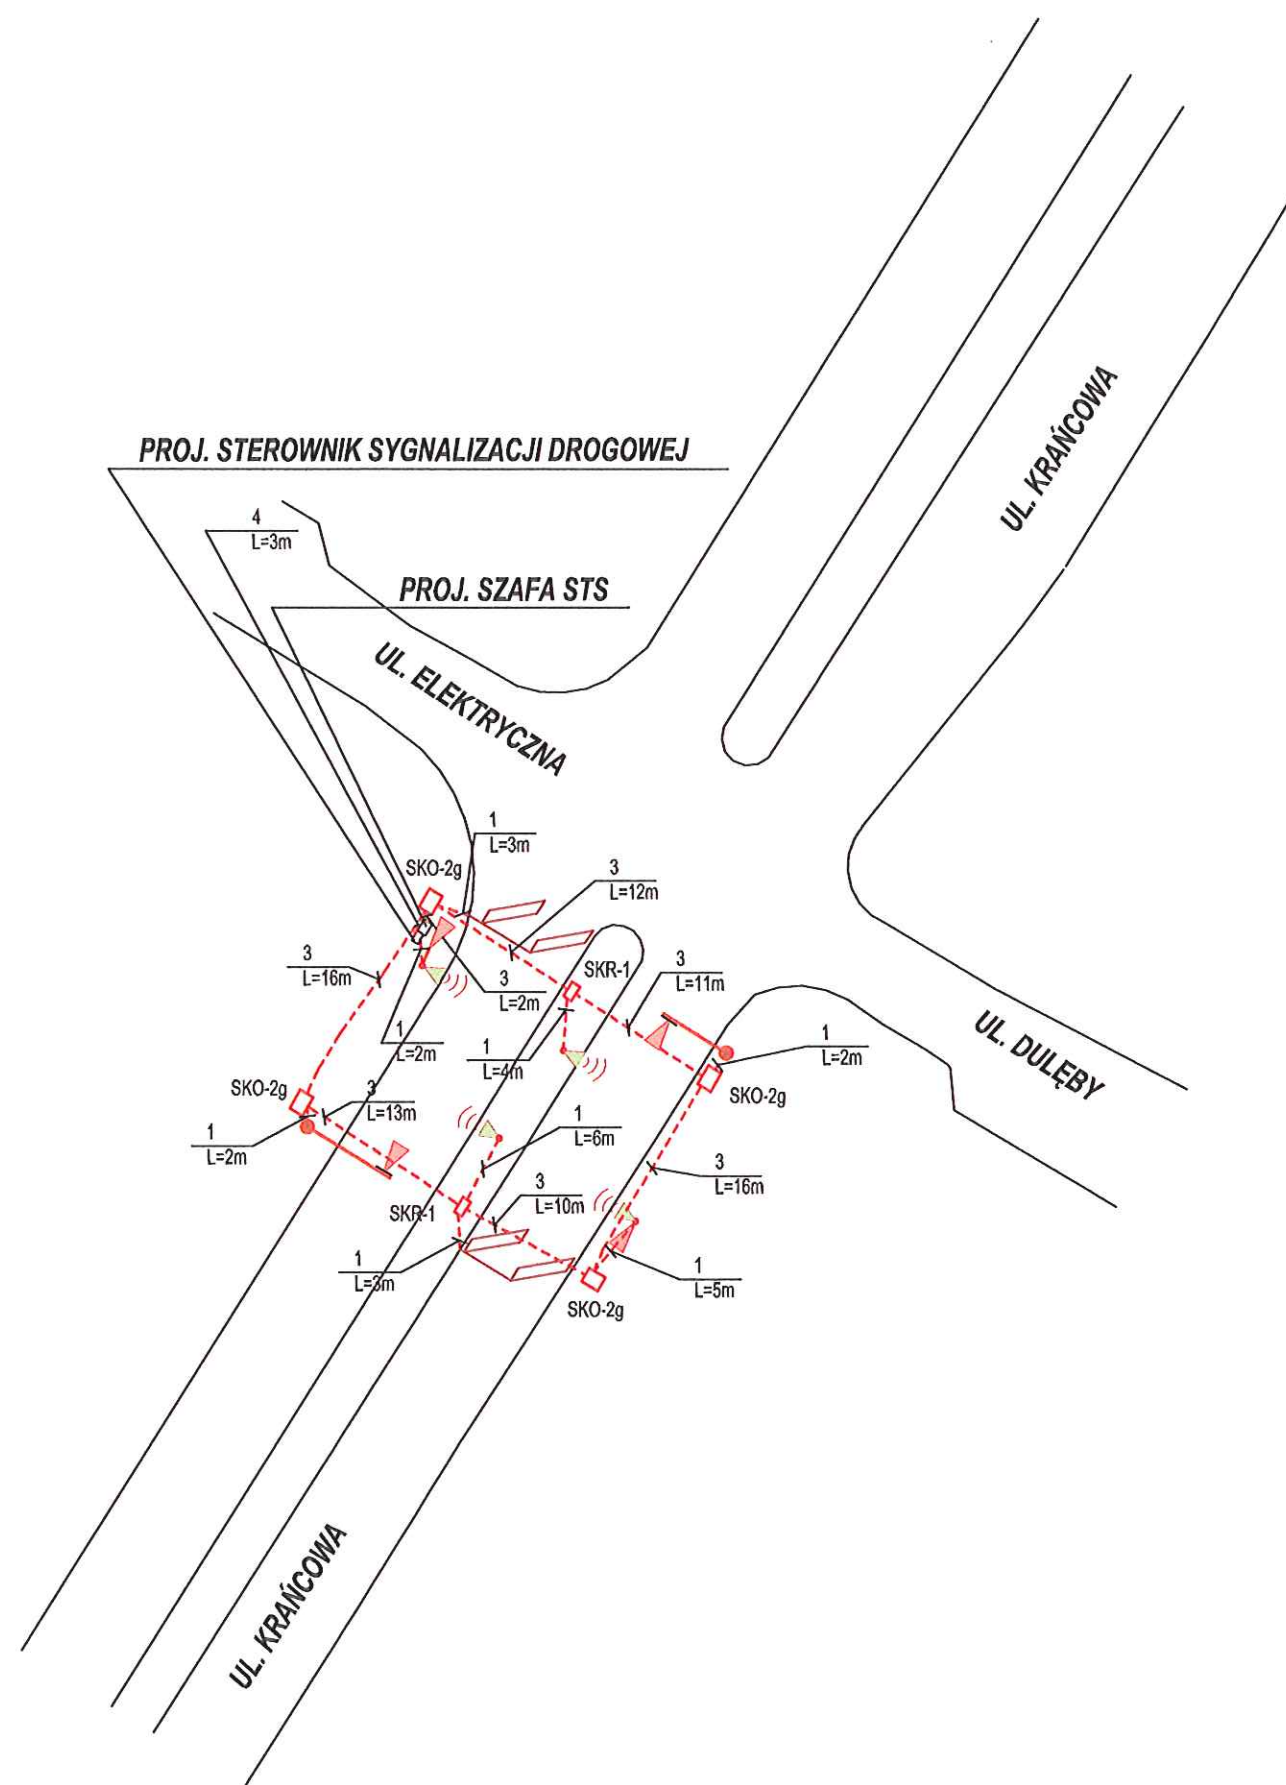 UL. KRAŃCOWA
PROJ. STEROWNIK SYGNALIZACJI DROGOWEJ
4
L=3m
PROJ. SZAFA STS
UL. ELEKTRYCZNA
1
L=3m
SKO-2g
3
L=12m
3
L=16m
3
L=2m
SKR-1
3
L=11m
1
L=2m
1
L=4m
1
L=2m
UL. DULĘBY
SKO-2g
SKO-2g
3
L=13m
1
L=2m
1
L=6m
3
L=16m
3
L=10m
SKR-1
1
L=3m
1
L=5m
SKO-2g
UL. KRAŃCOWA